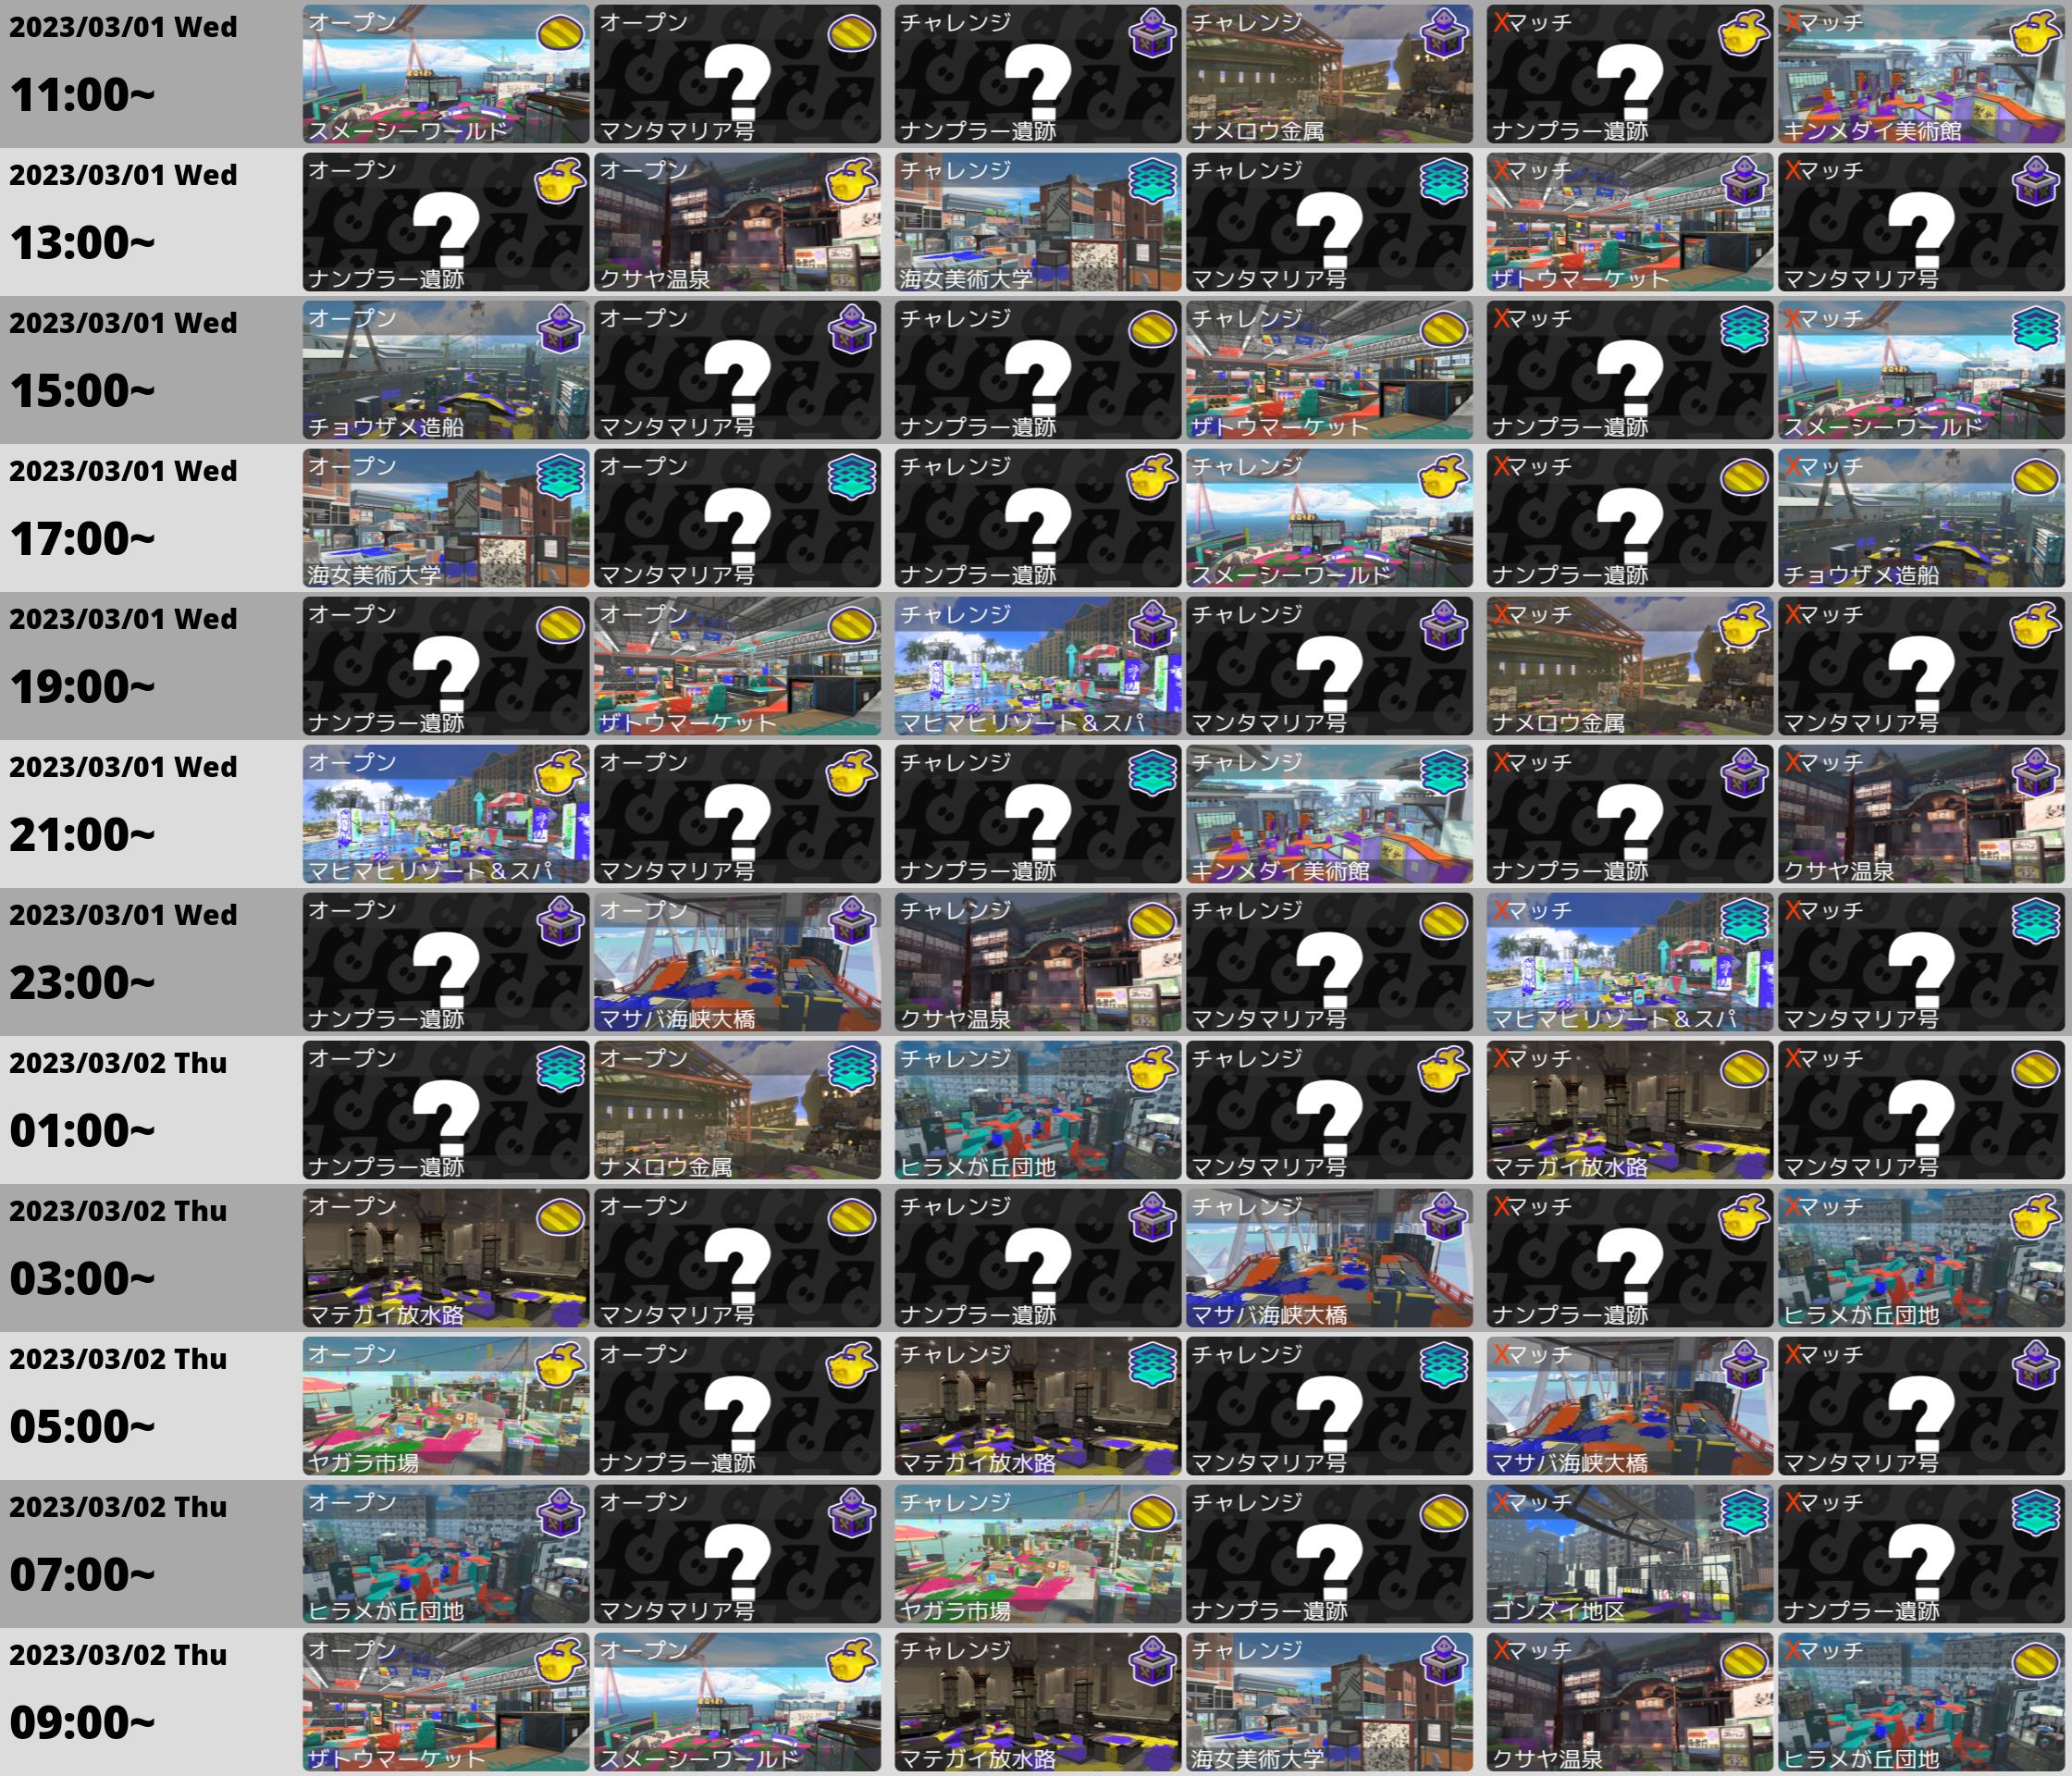 2023/03/01 Wed
11:00~
オープン
スメーシーワールド
オープン
マンタマリア号
チャレンジ
ナンプラー遺跡
チャレンジ
ナメロウ金属
Xマッチ
ナンプラー遺跡
Xマッチ
キンメダイ美術館
2023/03/01 Wed
13:00~
オープン
ナンプラー遺跡
オープン
クサヤ温泉
チャレンジ
海女美術大学
チャレンジ
マンタマリア号
Xマッチ
ザトウマーケット
Xマッチ
マンタマリア号
2023/03/01 Wed
15:00~
オープン
チョウザメ造船
オープン
マンタマリア号
チャレンジ
ナンプラー遺跡
チャレンジ
ザトウマーケット
Xマッチ
ナンプラー遺跡
Xマッチ
スメーシーワールド
2023/03/01 Wed
17:00~
オープン
海女美術大学
オープン
マンタマリア号
チャレンジ
ナンプラー遺跡
チャレンジ
スメーシーワールド
Xマッチ
ナンプラー遺跡
Xマッチ
チョウザメ造船
2023/03/01 Wed
19:00~
オープン
ナンプラー遺跡
オープン
ザトウマーケット
チャレンジ
マヒマヒリゾート&スパ
チャレンジ
マンタマリア号
Xマッチ
ナメロウ金属
Xマッチ
マンタマリア号
2023/03/01 Wed
21:00~
オープン
マヒマヒリゾート&スパ
オープン
マンタマリア号
チャレンジ
ナンプラー遺跡
チャレンジ
キンメダイ美術館
Xマッチ
ナンプラー遺跡
Xマッチ
クサヤ温泉
2023/03/01 Wed
23:00~
オープン
ナンプラー遺跡
オープン
マサバ海峡大橋
チャレンジ
クサヤ温泉
チャレンジ
マンタマリア号
Xマッチ
マヒマヒリゾート&スパ
Xマッチ
マンタマリア号
2023/03/02 Thu
01:00~
オープン
ナンプラー遺跡
オープン
ナメロウ金属
チャレンジ
ヒラメが丘団地
チャレンジ
マンタマリア号
Xマッチ
マテガイ放水路
Xマッチ
マンタマリア号
2023/03/02 Thu
03:00~
オープン
マテガイ放水路
オープン
マンタマリア号
チャレンジ
ナンプラー遺跡
チャレンジ
マサバ海峡大橋
Xマッチ
ナンプラー遺跡
Xマッチ
ヒラメが丘団地
2023/03/02 Thu
05:00~
オープン
ヤガラ市場
オープン
ナンプラー遺跡
チャレンジ
マテガイ放水路
チャレンジ
マンタマリア号
Xマッチ
マサバ海峡大橋
Xマッチ
マンタマリア号
2023/03/02 Thu
07:00~
オープン
ヒラメが丘団地
オープン
マンタマリア号
チャレンジ
ヤガラ市場
チャレンジ
ナンプラー遺跡
Xマッチ
ゴンズイ地区
Xマッチ
ナンプラー遺跡
2023/03/02 Thu
09:00~
オープン
ザトウマーケット
オープン
スメーシーワールド
チャレンジ
マテガイ放水路
チャレンジ
海女美術大学
Xマッチ
クサヤ温泉
Xマッチ
ヒラメが丘団地